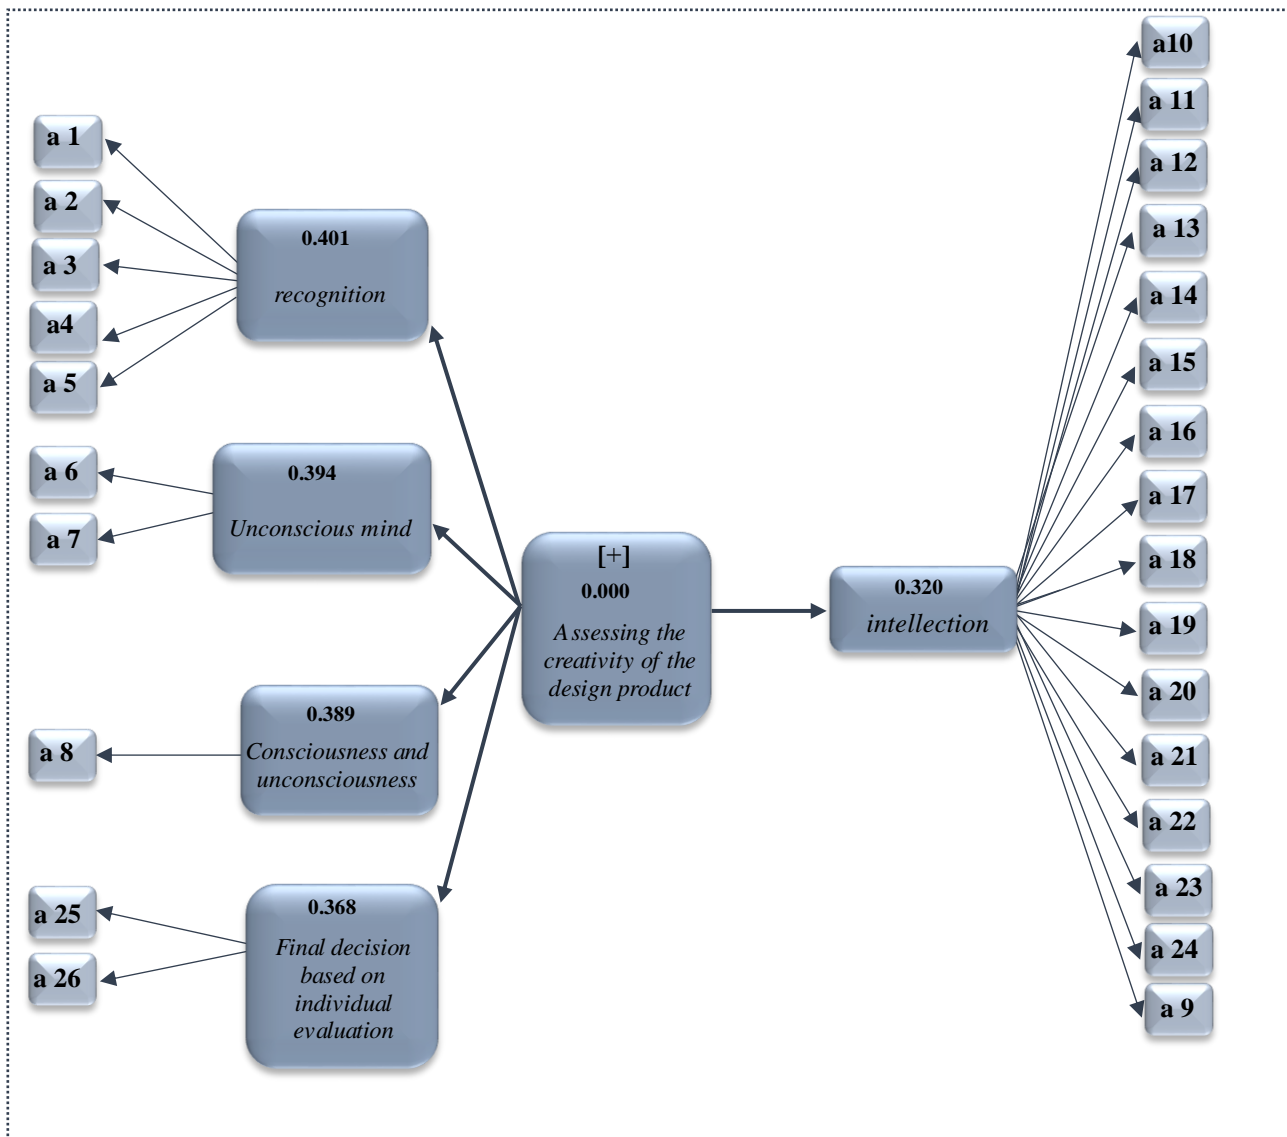 a 1
a 2
a 3
a4
a 5
0.401
recognition
a 6
a 7
0.394
Unconscious mind
a 8
0.389
Consciousness and
unconsciousness
a 25
a 26
0.368
Final decision
based on
individual
evaluation
[+]
0.000
Assessing the
creativity of the
design product
0.320
intellection
a10
a 11
a 12
a 13
a 14
a 15
a 16
a 17
a 18
a 19
a 20
a 21
a 22
a 23
a 24
a 9